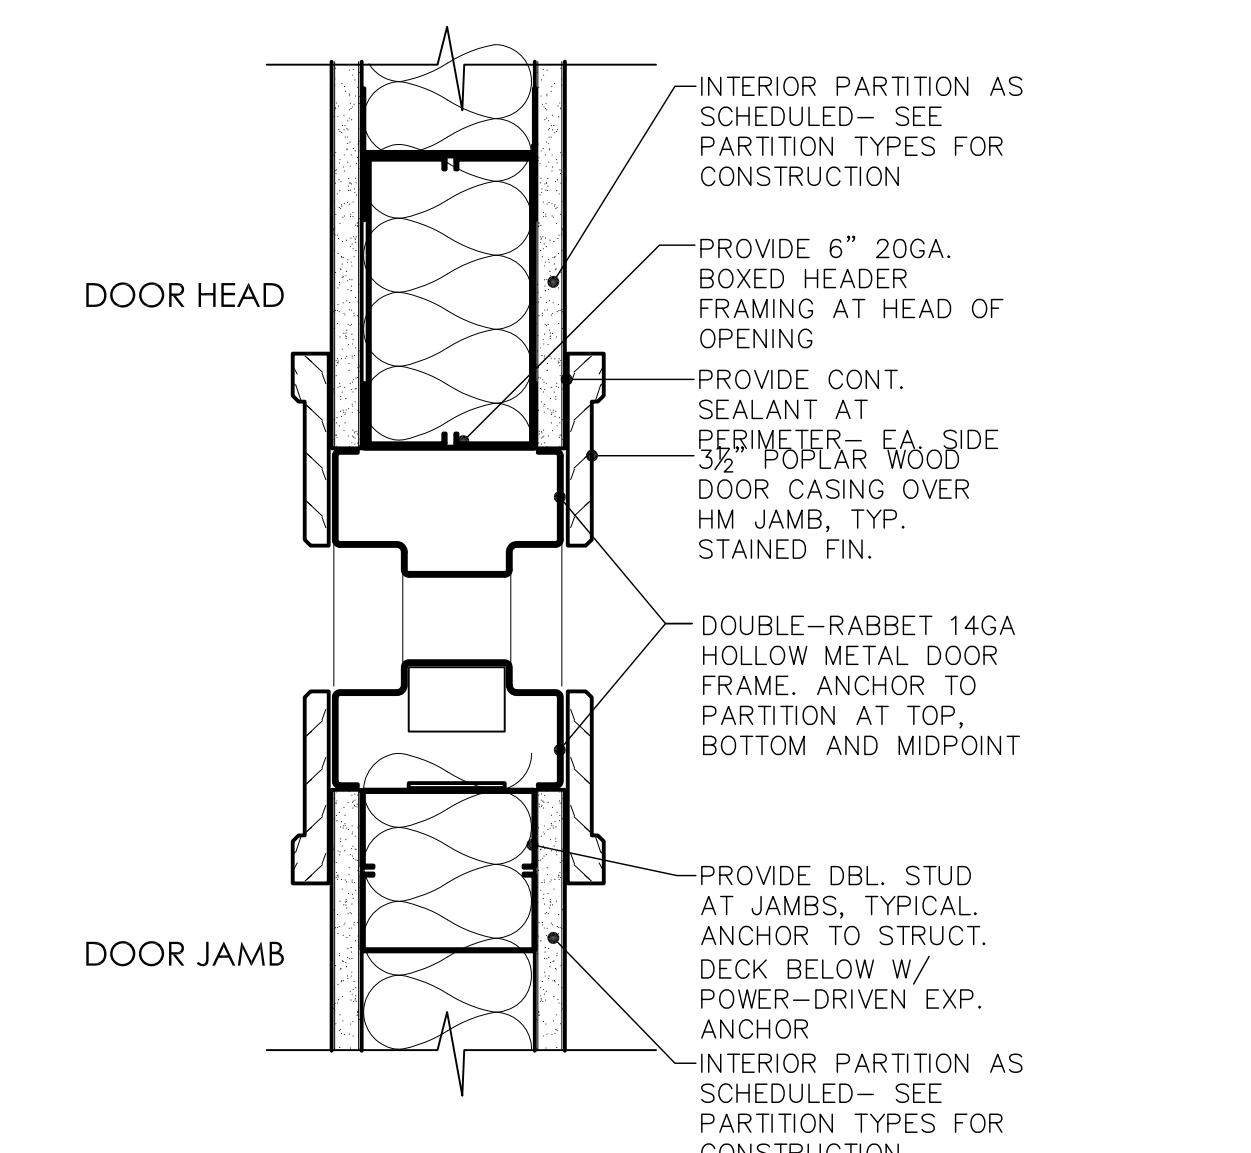 INTERIOR PARTITION AS
SCHEDULED– SEE
PARTITION TYPES FOR
CONSTRUCTION
PROVIDE 6” 20GA.
BOXED HEADER
FRAMING AT HEAD OF
OPENING
DOOR HEAD
PROVIDE CONT.
SEALANT AT
PERIMETER– EA. SIDE
3½” POPLAR WOOD
DOOR CASING OVER
HM JAMB, TYP.
STAINED FIN.
DOUBLE–RABBET 14GA
HOLLOW METAL DOOR
FRAME. ANCHOR TO
PARTITION AT TOP,
BOTTOM AND MIDPOINT
PROVIDE DBL. STUD
AT JAMBS, TYPICAL.
ANCHOR TO STRUCT.
DECK BELOW W/
POWER–DRIVEN EXP.
ANCHOR
DOOR JAMB
INTERIOR PARTITION AS
SCHEDULED– SEE
PARTITION TYPES FOR
CONSTRUCTION